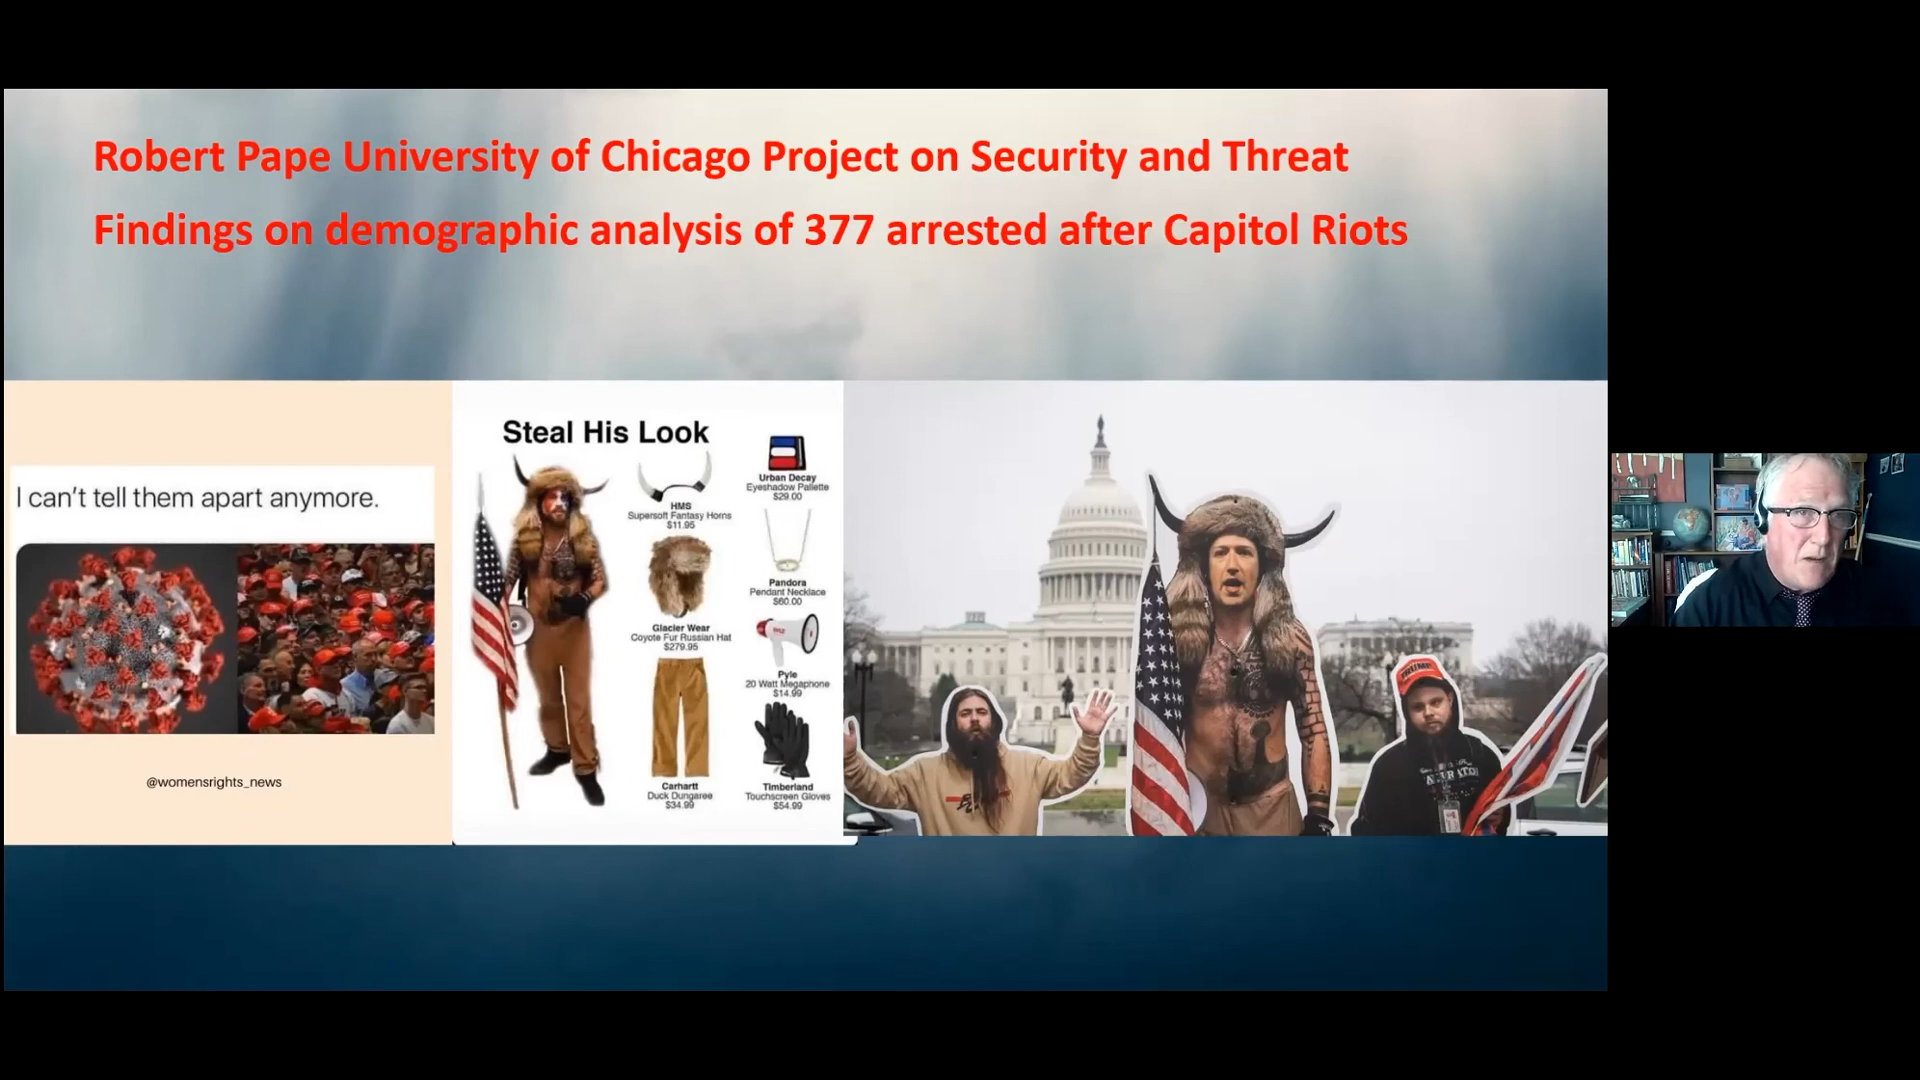 Robert Pape University of Chicago Project on Security and Threat
Findings on demographic analysis of 377 arrested after Capitol Riots
I can't tell them apart anymore.
@womensrights_news
Steal His Look
HMS
Supersoft Fantasy Horns
$11.95
Glacier Wear
Coyote Fur Russian Hat
$279.95
Carhartt
Duck Dungaree
$34.99
Urban Decay
Eyeshadow Pallette
$29.00
Pandora
Pendant Necklace
$60.00
Pyle
20 Watt Megaphone
$14.99
Timberland
Touchscreen Gloves
$54.99
TRUMP